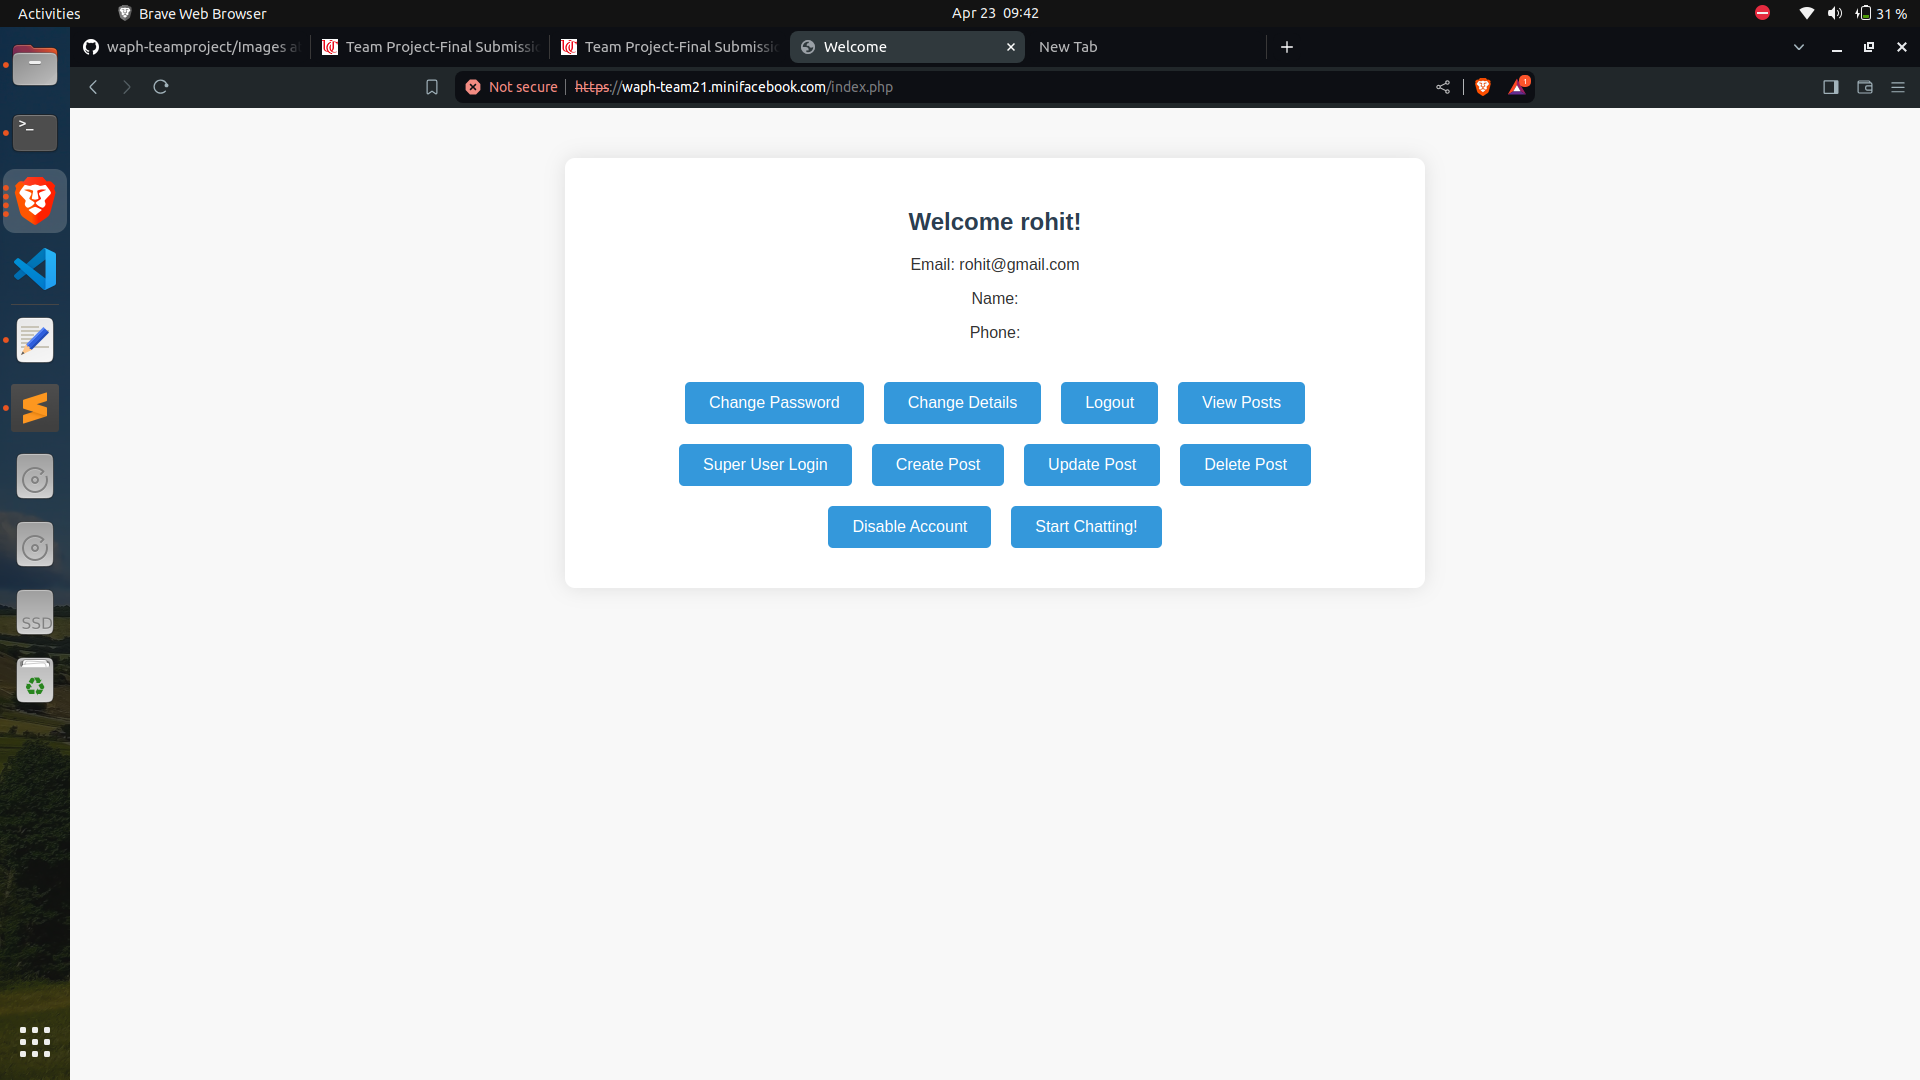 Activities Brave Web Browser Apr 23 09:42 31 %
waph-teamproject/Images a Team Project-Final Submissio Team Project-Final Submissio Welcome New Tab
Not secure https://waph-team21.minifacebook.com/index.php 1
>_
Welcome rohit!
Email: rohit@gmail.com
Name:
Phone:
Change Password Change Details Logout View Posts
Super User Login Create Post Update Post Delete Post
Disable Account Start Chatting!
SSD